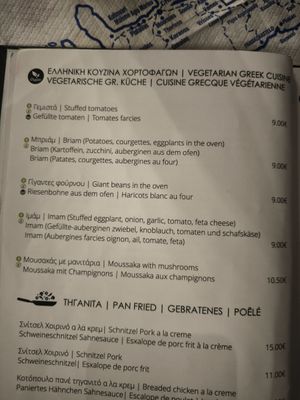 ΕΛΛΗΝΙΚΗ ΚΟΥΖΙΝΑ ΧΟΡΤΟΦΑΓΩΝ | VEGETARIAN GREEK CUISINE
VEGETARISCHE GR. KÜCHE | CUISINE GRECQUE VÉGÉTARIENNE
Γεμιστά | Stuffed tomatoes
Gefüllte tomaten | Tomates farcies 9.00€
Μπριάμ | Briam (Potatoes, courgettes, eggplants in the oven)
Briam (Kartoffein, zucchini, auberginen aus dem ofen)
Briam (Patates, courgettes, aubergines au four) 9.00€
Γίγαντες φούρνου | Giant beans in the oven
Riesenbohne aus dem ofen | Haricots blanc au four 9.00€
Ιμάμ | Imam (Stuffed eggplant, onion, garlic, tomato, feta cheese)
Imam (Gefüllte-auberginen zwiebel, knoblauch, tomaten und schafskäse)
Imam (Aubergines farcies oignon, ail, tomate, feta) 9.00€
Μουσακάς με μανιτάρια | Moussaka with mushrooms
Moussaka mit Champignons | Moussaka aux champignons 10.50€
ΤΗΓΑΝΙΤΑ | PAN FRIED | GEBRATENES | POÊLÉ
Σνίτσελ Χοιρινό α λα κρεμ| Schnitzel Pork a la creme
Schweineschnitzel Sahnesauce | Esxalope de porc frit à la crème 15.00€
Σνίτσελ Χοιρινό | Schnitzel Pork
Schweineschnitzel | Esxalope de porc frit 11.00€
Κοτόπουλο πανέ τηγανιτό α λα κρεμ | Breaded chicken a la creme
Paniertes Hähnchen Sahnesauce|